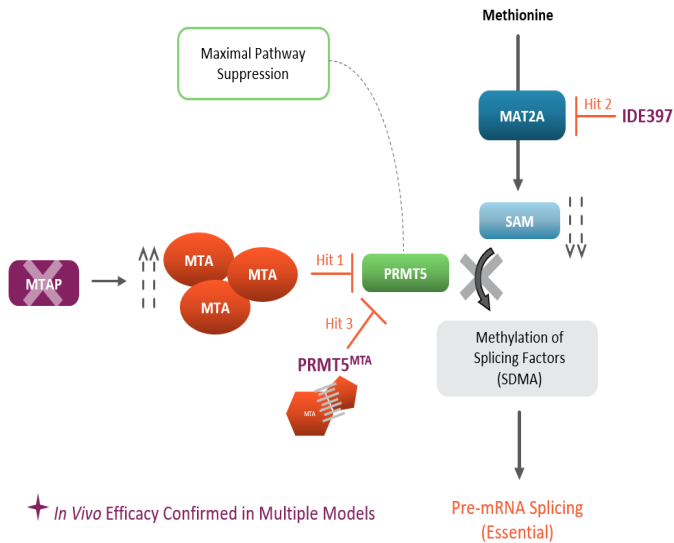 Methionine
Maximal Pathway
Suppression
MAT2A
Hit 2
IDE397
SAM
MTAP
MTA
MTA
MTA
Hit 1
PRMT5
Hit 3
PRMT5ᴹᵀᴬ
MTA
Methylation of
Splicing Factors
(SDMA)
Pre-mRNA Splicing
(Essential)
In Vivo Efficacy Confirmed in Multiple Models